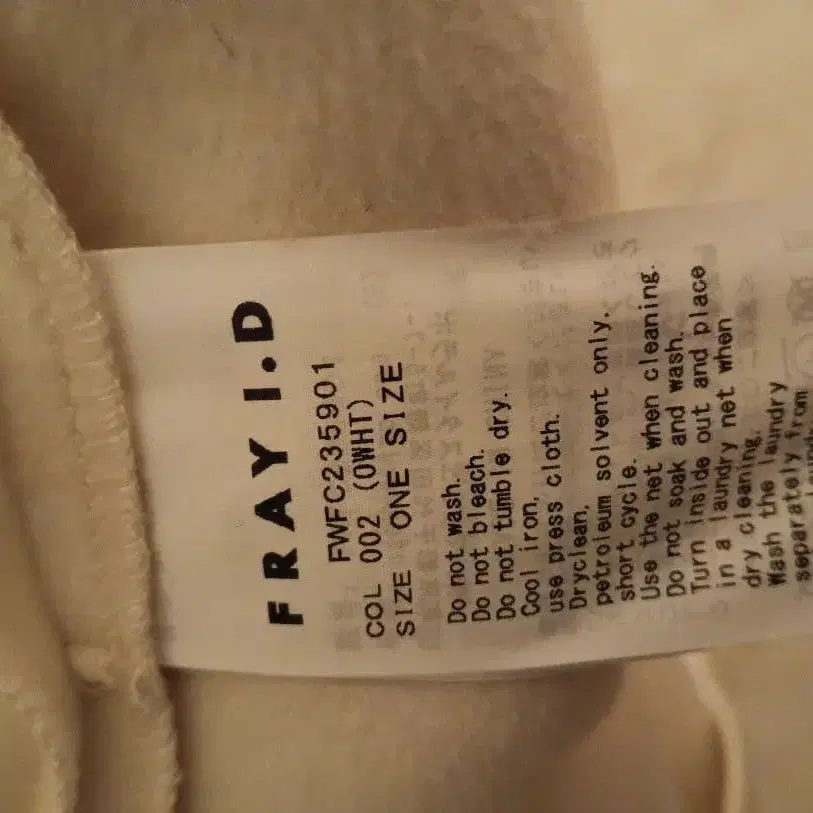 FRAY I.D
FWFC235901
COL 002 (OWHT)
SIZE ONE SIZE
Do not wash.
Do not bleach.
Do not tumble dry.
Cool iron,
use press cloth.
Dryclean,
petroleum solvent only.
short cycle.
Use the net when cleaning.
Do not soak and wash.
Turn inside out and place
in a laundry net when
dry cleaning.
Wash the laundry
separately from